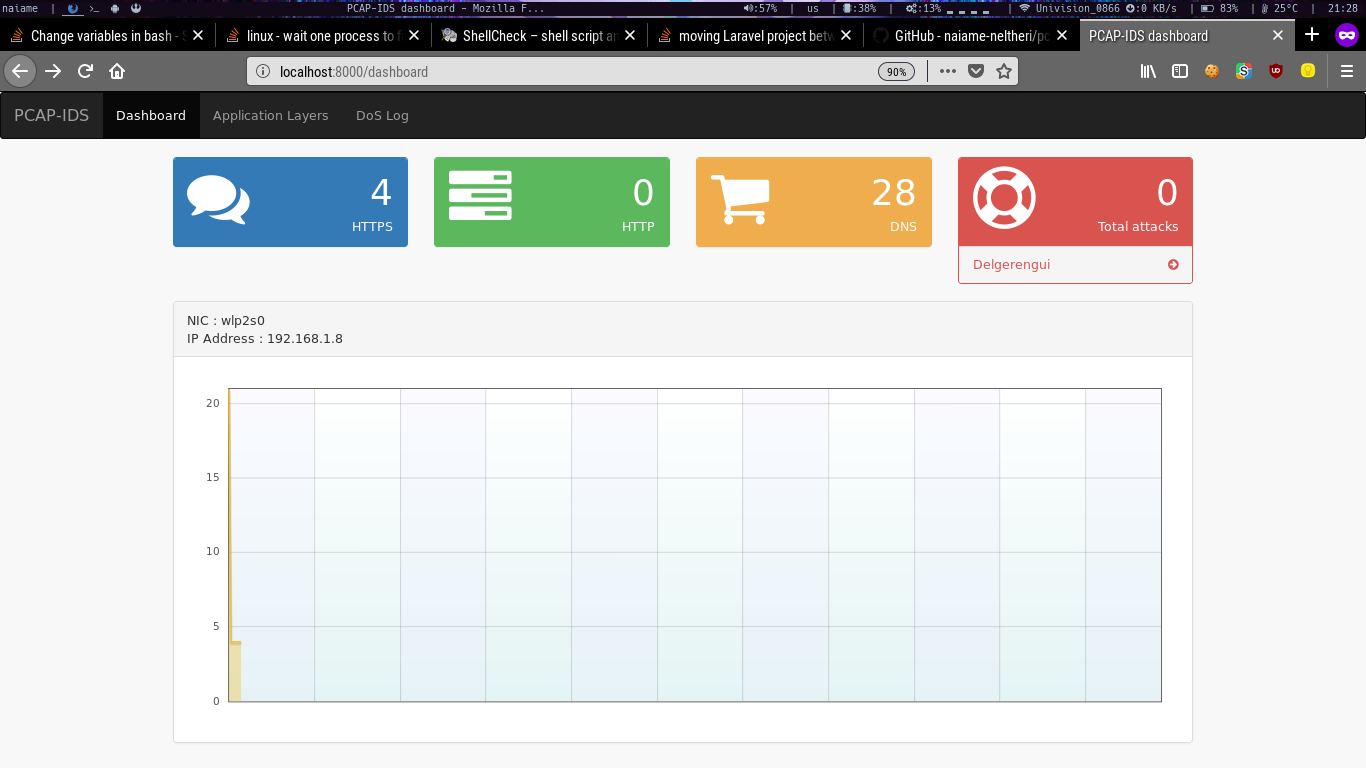 naiame | PCAP-IDS dashboard - Mozilla F... :57% | us | :38% | :13% | Univision_0866 :0 KB/s | 83% | 25°C | 21:28
Change variables in bash - linux - wait one process to ShellCheck – shell script moving Laravel project GitHub - naiame-neltheri/ PCAP-IDS dashboard
localhost:8000/dashboard 90%
PCAP-IDS Dashboard Application Layers DoS Log
4 0 28 0
HTTPS HTTP DNS Total attacks
Delgerengui
NIC : wlp2s0
IP Address : 192.168.1.8
20
15
10
5
0